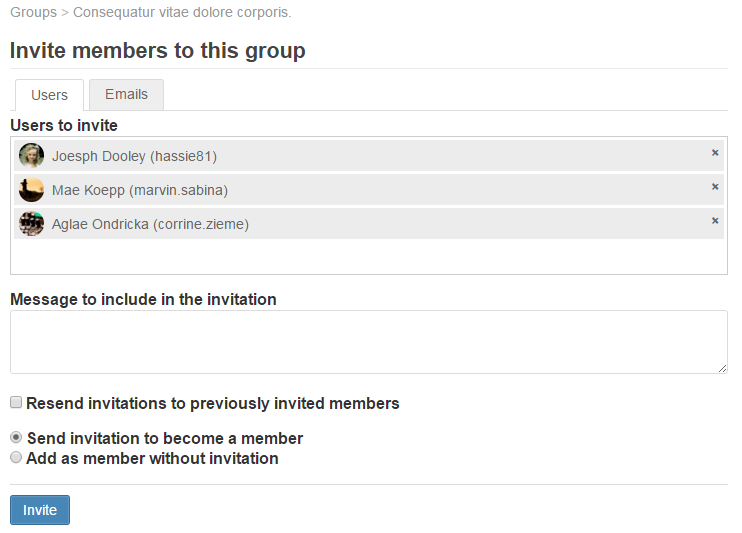 Groups > Consequatur vitae dolore corporis.
Invite members to this group
Users Emails
Users to invite
Joesph Dooley (hassie81) ×
Mae Koepp (marvin.sabina) ×
Aglae Ondricka (corrine.zieme) ×
Message to include in the invitation
Resend invitations to previously invited members
Send invitation to become a member
Add as member without invitation
Invite